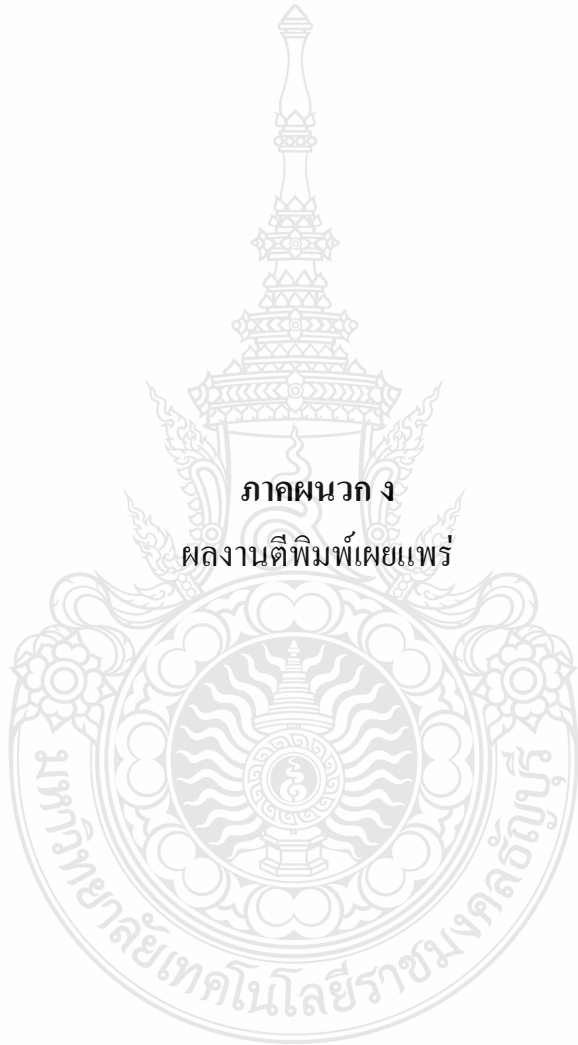 ภาคผนวก ง
ผลงานตีพิมพ์เผยแพร่
มหาวิทยาลัยเทคโนโลยีราชมงคลธัญบุรี